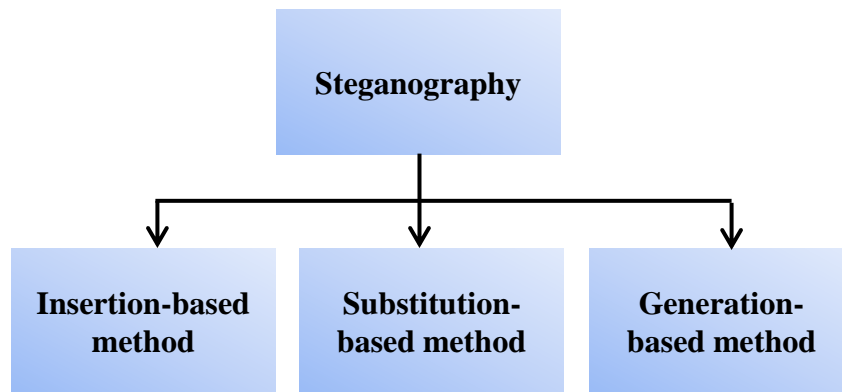 Steganography
Insertion-based
method
Substitution-
based method
Generation-
based method